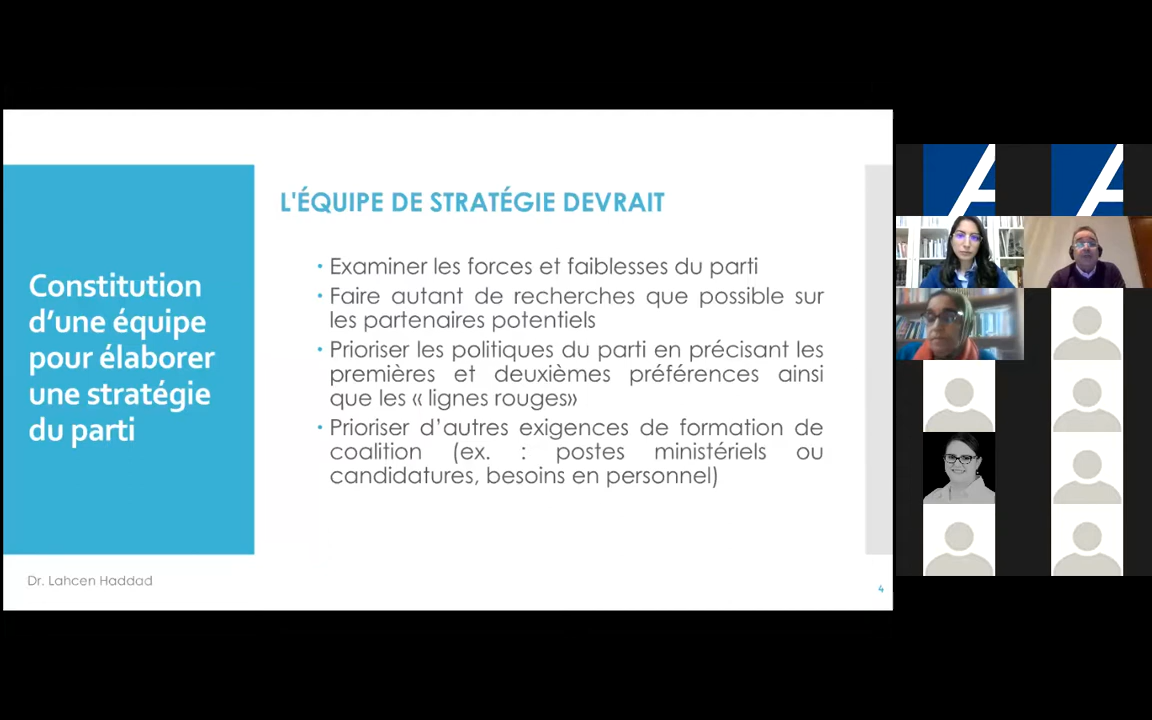 Constitution
d’une équipe
pour élaborer
une stratégie
du parti
L'ÉQUIPE DE STRATÉGIE DEVRAIT
• Examiner les forces et faiblesses du parti
• Faire autant de recherches que possible sur
les partenaires potentiels
• Prioriser les politiques du parti en précisant les
premières et deuxièmes préférences ainsi
que les « lignes rouges»
• Prioriser d’autres exigences de formation de
coalition (ex. : postes ministériels ou
candidatures, besoins en personnel)
Dr. Lahcen Haddad
4